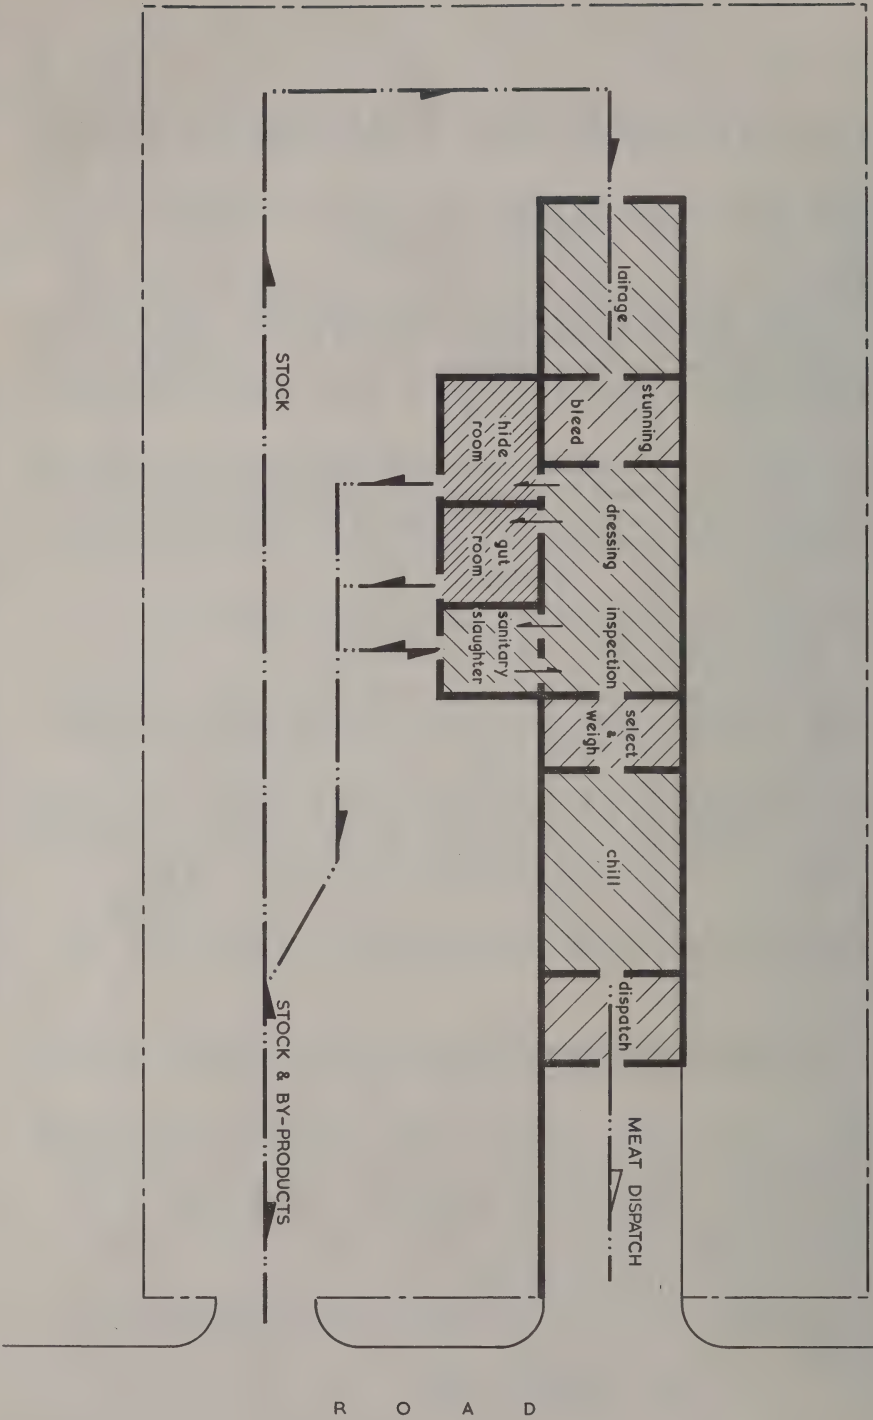 lairage
stunning
bleed
hide
room
dressing
gut
room
inspection
sanitary
slaughter
select
&
weigh
chill
dispatch
STOCK
STOCK & BY-PRODUCTS
MEAT DISPATCH
ROAD